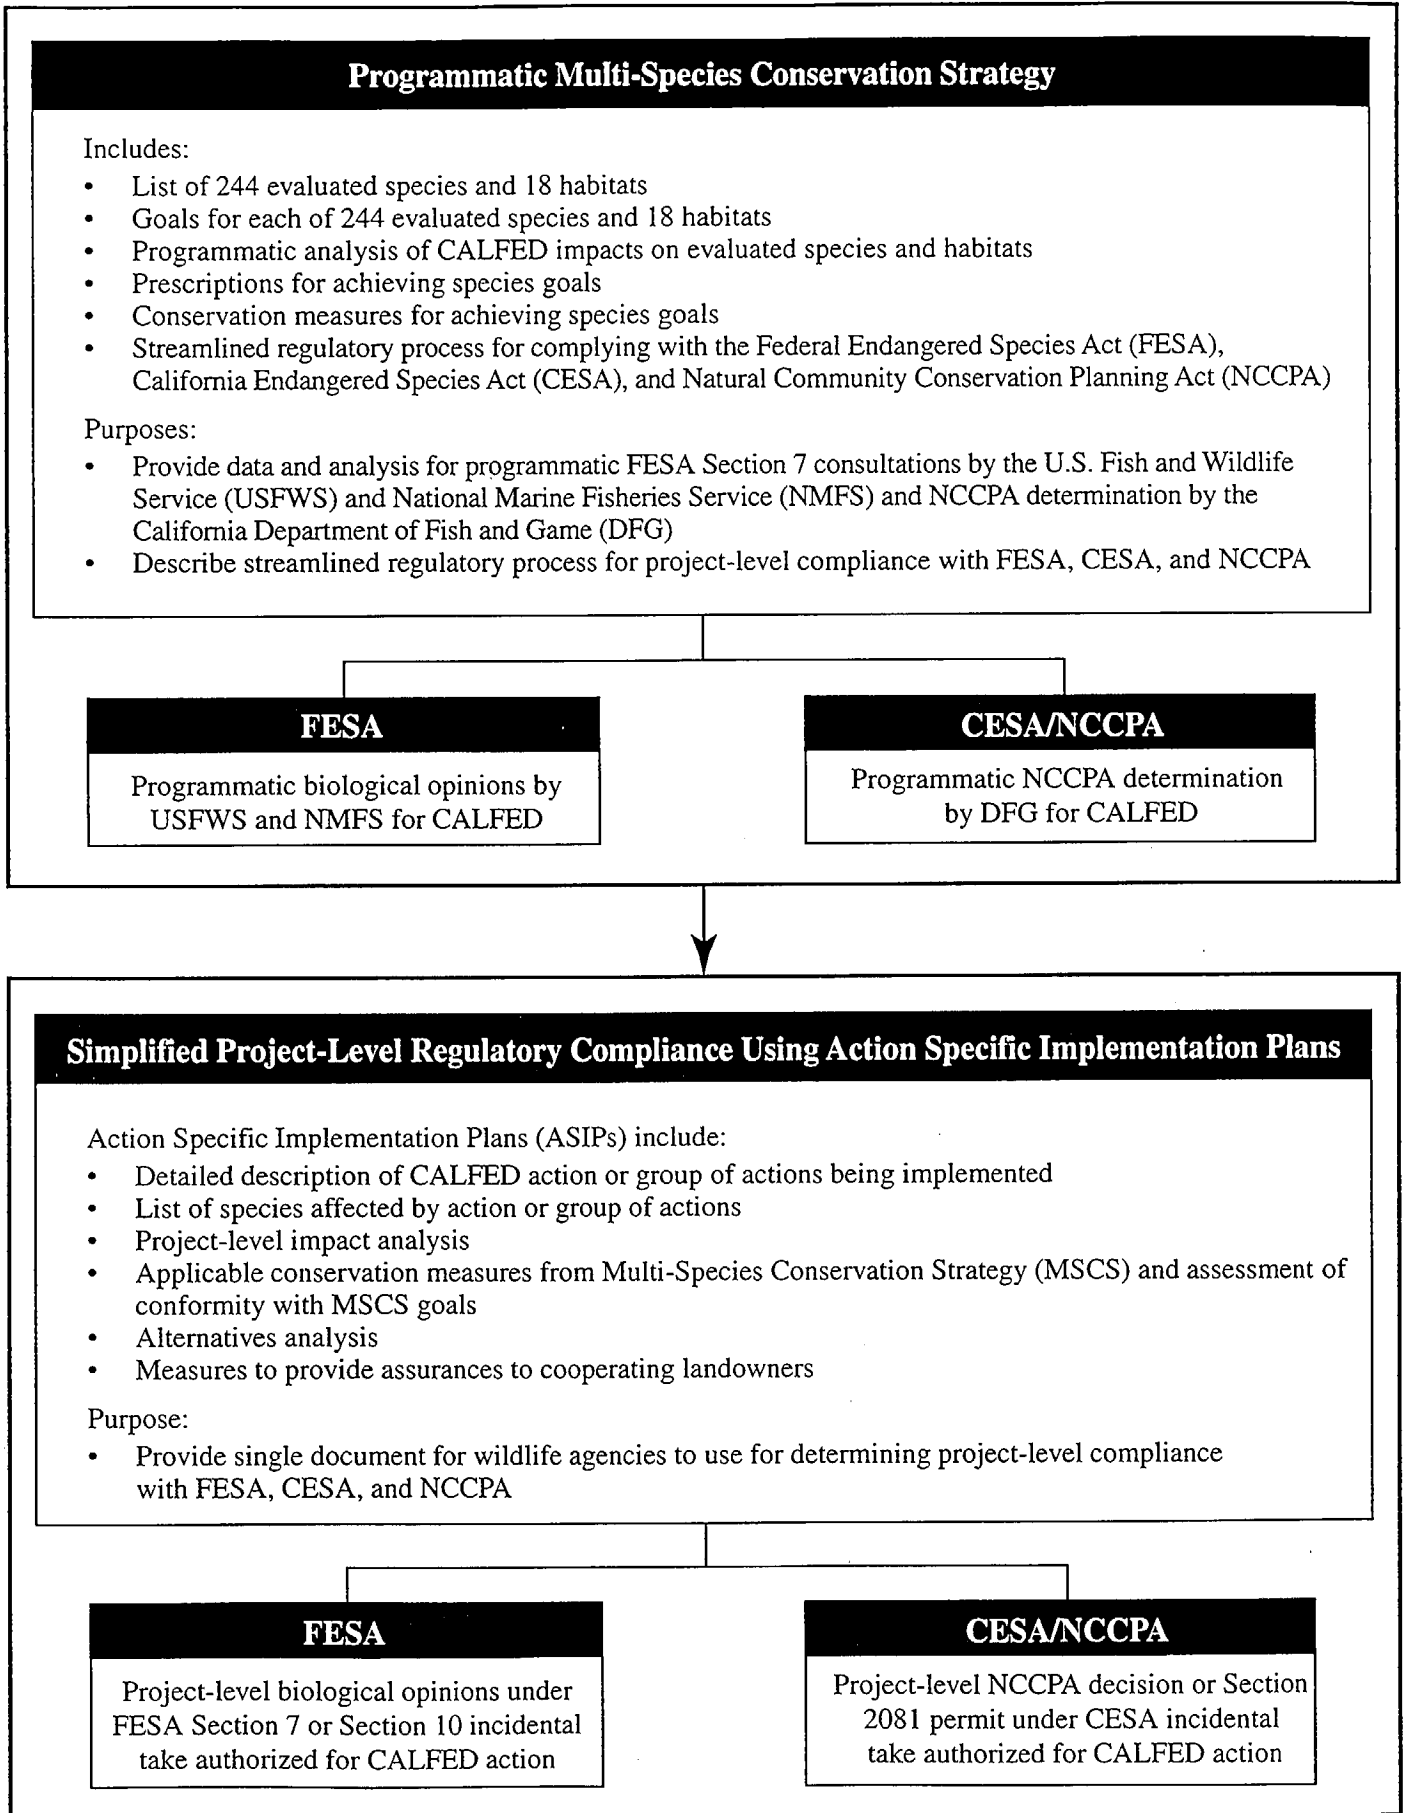 Programmatic Multi-Species Conservation Strategy
Includes:
• List of 244 evaluated species and 18 habitats
• Goals for each of 244 evaluated species and 18 habitats
• Programmatic analysis of CALFED impacts on evaluated species and habitats
• Prescriptions for achieving species goals
• Conservation measures for achieving species goals
• Streamlined regulatory process for complying with the Federal Endangered Species Act (FESA),
California Endangered Species Act (CESA), and Natural Community Conservation Planning Act (NCCPA)
Purposes:
• Provide data and analysis for programmatic FESA Section 7 consultations by the U.S. Fish and Wildlife
Service (USFWS) and National Marine Fisheries Service (NMFS) and NCCPA determination by the
California Department of Fish and Game (DFG)
• Describe streamlined regulatory process for project-level compliance with FESA, CESA, and NCCPA
FESA
Programmatic biological opinions by
USFWS and NMFS for CALFED
CESA/NCCPA
Programmatic NCCPA determination
by DFG for CALFED
Simplified Project-Level Regulatory Compliance Using Action Specific Implementation Plans
Action Specific Implementation Plans (ASIPs) include:
• Detailed description of CALFED action or group of actions being implemented
• List of species affected by action or group of actions
• Project-level impact analysis
• Applicable conservation measures from Multi-Species Conservation Strategy (MSCS) and assessment of
conformity with MSCS goals
• Alternatives analysis
• Measures to provide assurances to cooperating landowners
Purpose:
• Provide single document for wildlife agencies to use for determining project-level compliance
with FESA, CESA, and NCCPA
FESA
Project-level biological opinions under
FESA Section 7 or Section 10 incidental
take authorized for CALFED action
CESA/NCCPA
Project-level NCCPA decision or Section
2081 permit under CESA incidental
take authorized for CALFED action